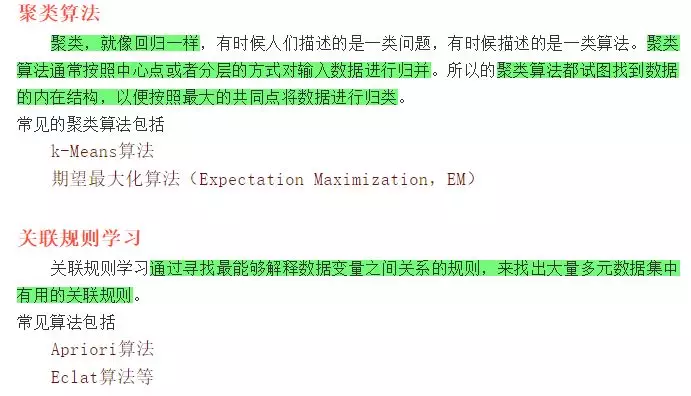 聚类算法
聚类，就像回归一样，有时候人们描述的是一类问题，有时候描述的是一类算法。聚类
算法通常按照中心点或者分层的方式对输入数据进行归并。所以的聚类算法都试图找到数据
的内在结构，以便按照最大的共同点将数据进行归类。
常见的聚类算法包括
k-Means算法
期望最大化算法（Expectation Maximization，EM）
关联规则学习
关联规则学习通过寻找最能够解释数据变量之间关系的规则，来找出大量多元数据集中
有用的关联规则。
常见算法包括
Apriori算法
Eclat算法等